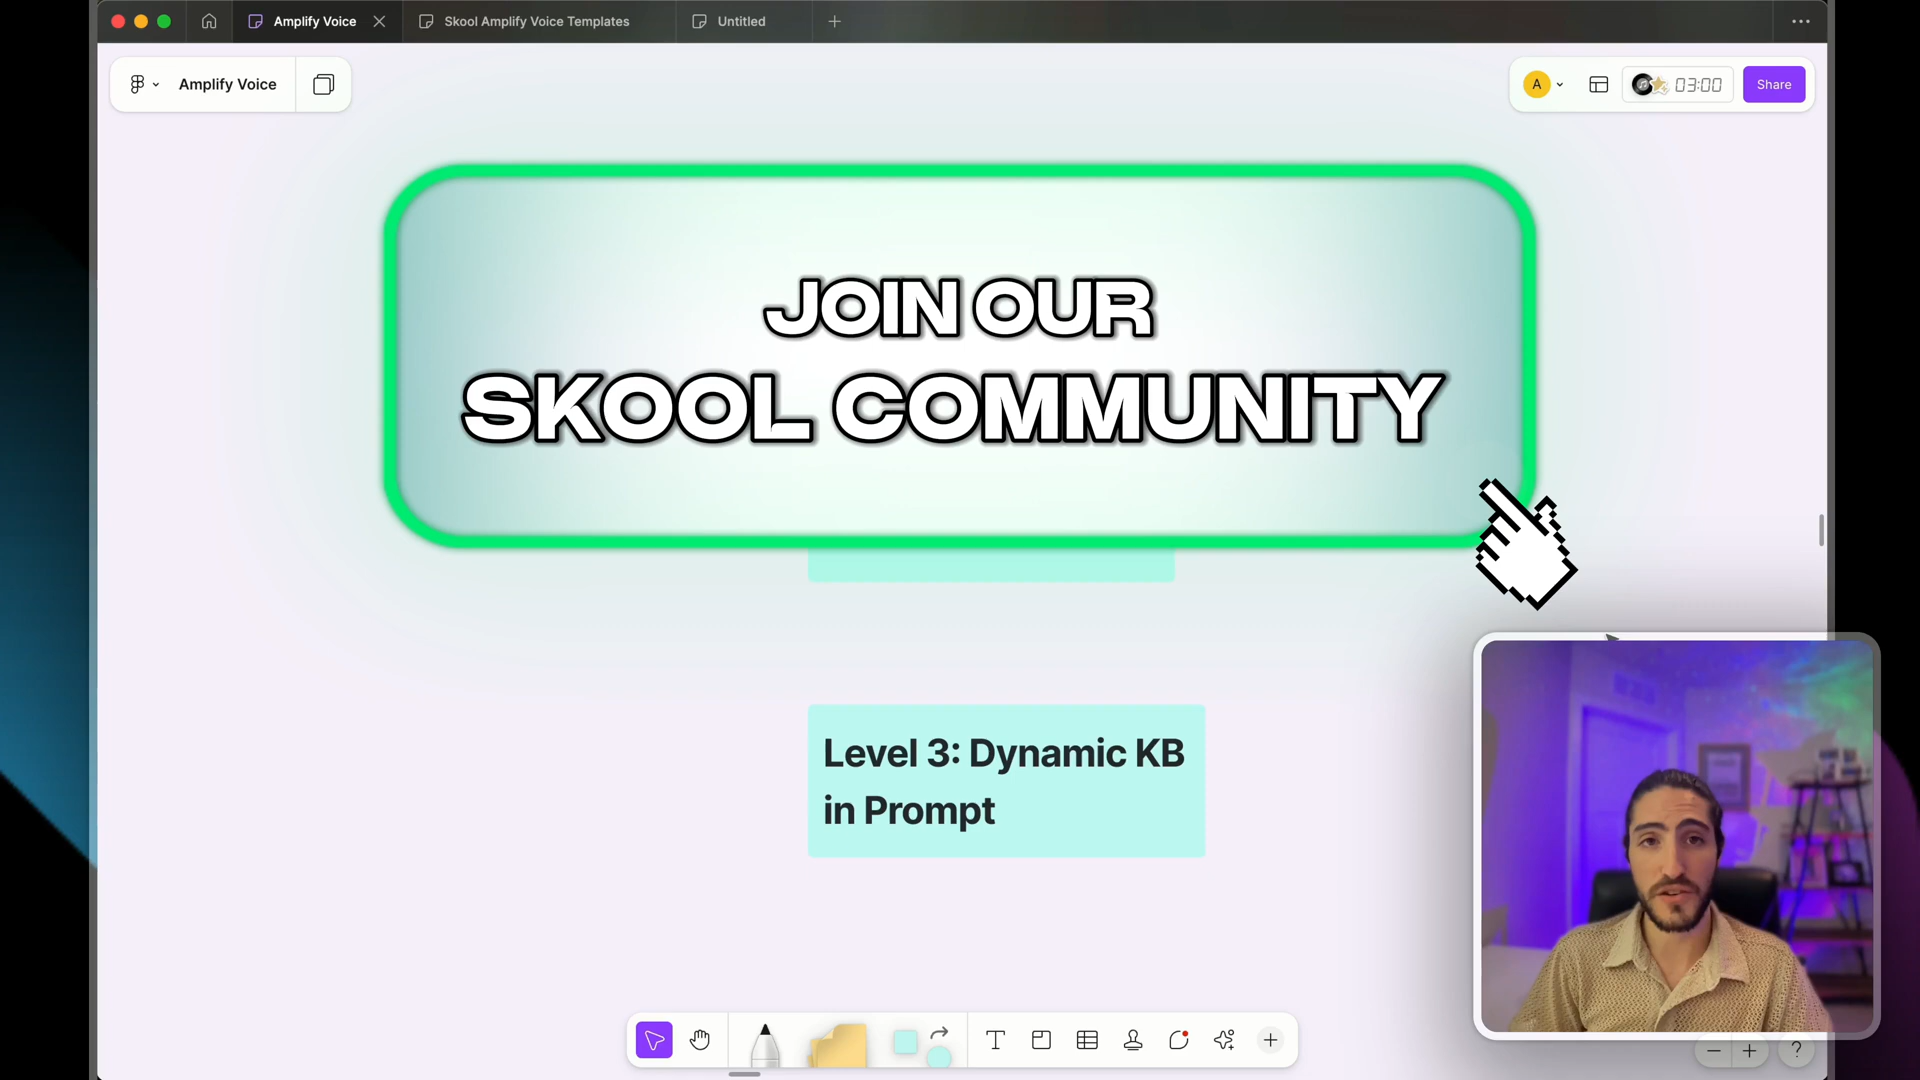 Amplify Voice
Skool Amplify Voice Templates
Untitled
Amplify Voice
A
03:00
Share
JOIN OUR
SKOOL COMMUNITY
Level 3: Dynamic KB
in Prompt
T
?